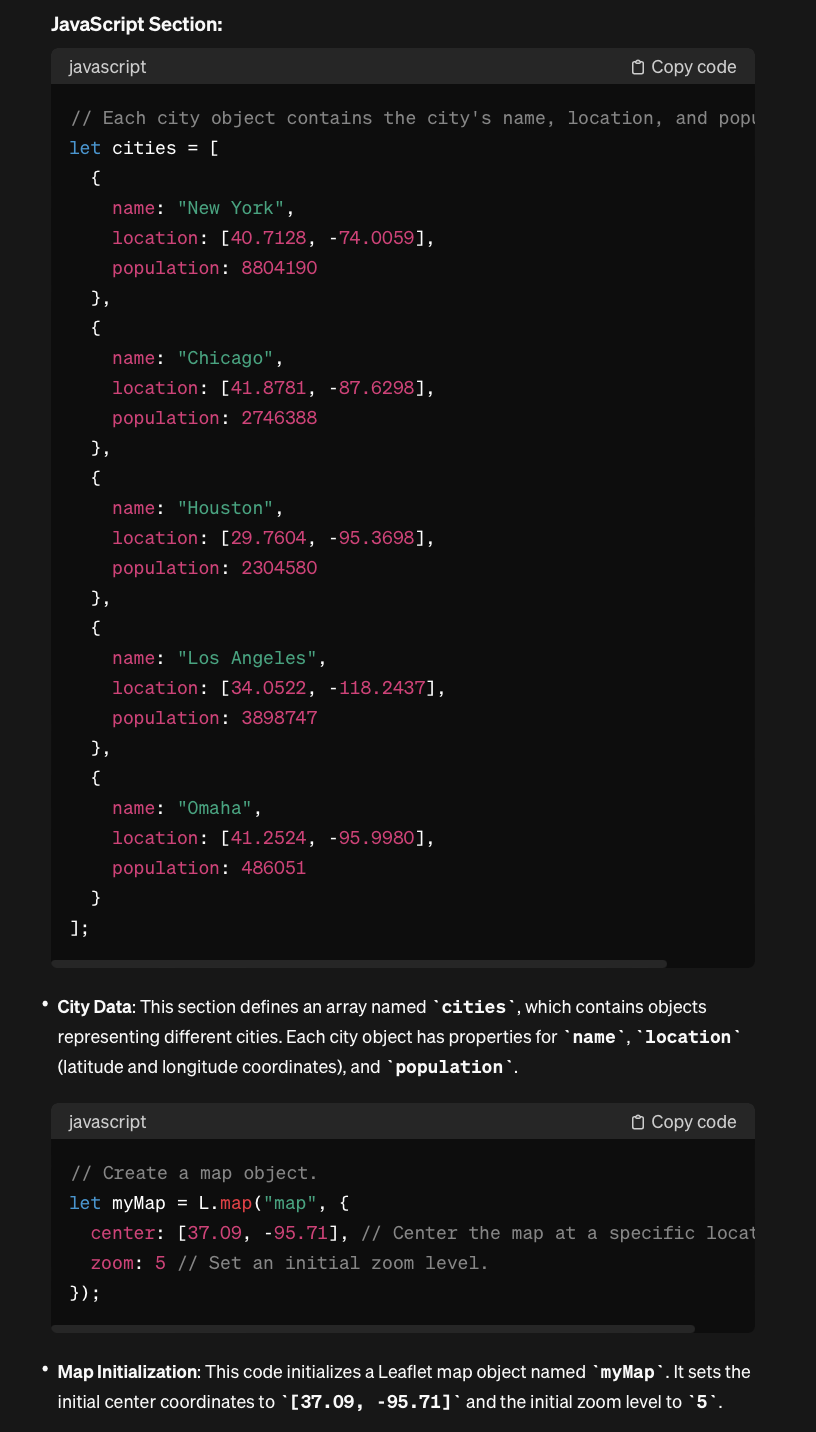 JavaScript Section:
javascript
Copy code
// Each city object contains the city's name, location, and
let cities = [
{
name: "New York",
location: [40.7128, -74.0059],
population: 8804190
},
{
name: "Chicago",
location: [41.8781, -87.6298],
population: 2746388
},
{
name: "Houston",
location: [29.7604, -95.3698],
population: 2304580
},
{
name: "Los Angeles",
location: [34.0522, -118.2437],
population: 3898747
},
{
name: "Omaha",
location: [41.2524, -95.9980],
population: 486051
}
];
• City Data: This section defines an array named `cities`, which contains objects
representing different cities. Each city object has properties for `name`, `location`
(latitude and longitude coordinates), and `population`.
javascript
Copy code
// Create a map object.
let myMap = L.map("map", {
center: [37.09, -95.71], // Center the map at a specific
zoom: 5 // Set an initial zoom level.
});
• Map Initialization: This code initializes a Leaflet map object named `myMap`. It sets the
initial center coordinates to `[37.09, -95.71]` and the initial zoom level to `5`.